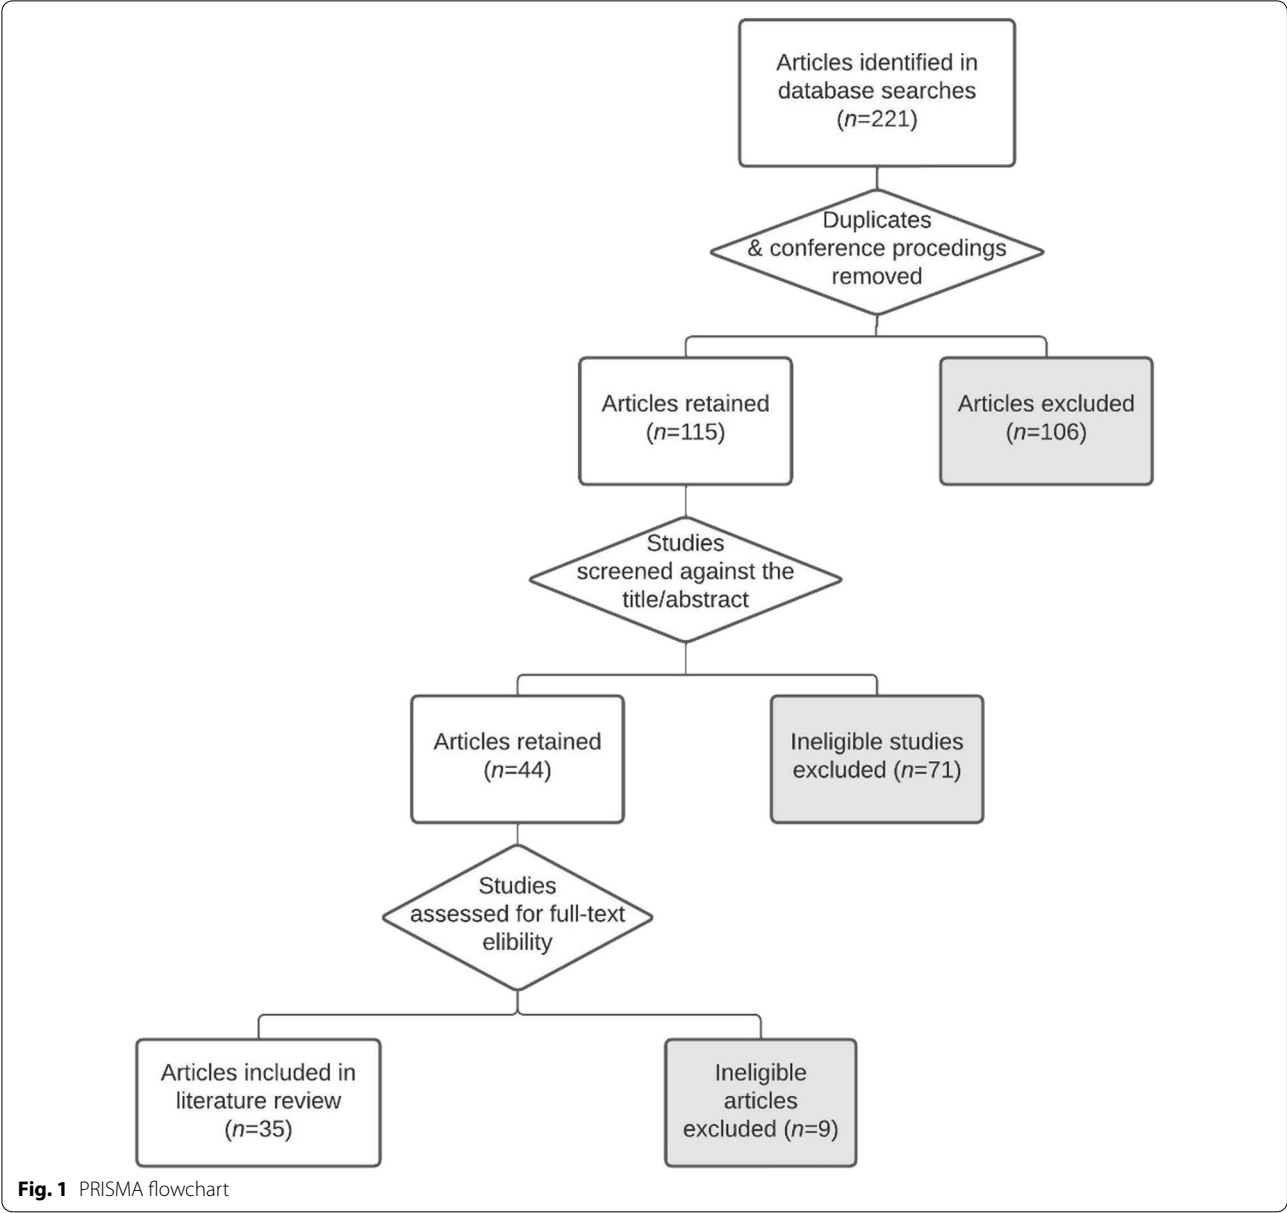 Articles identified in
database searches
(n=221)
Duplicates
& conference procedings
removed
Articles retained
(n=115)
Articles excluded
(n=106)
Studies
screened against the
title/abstract
Articles retained
(n=44)
Ineligible studies
excluded (n=71)
Studies
assessed for full-text
elibility
Articles included in
literature review
(n=35)
Ineligible
articles
excluded (n=9)
Fig. 1 PRISMA flowchart